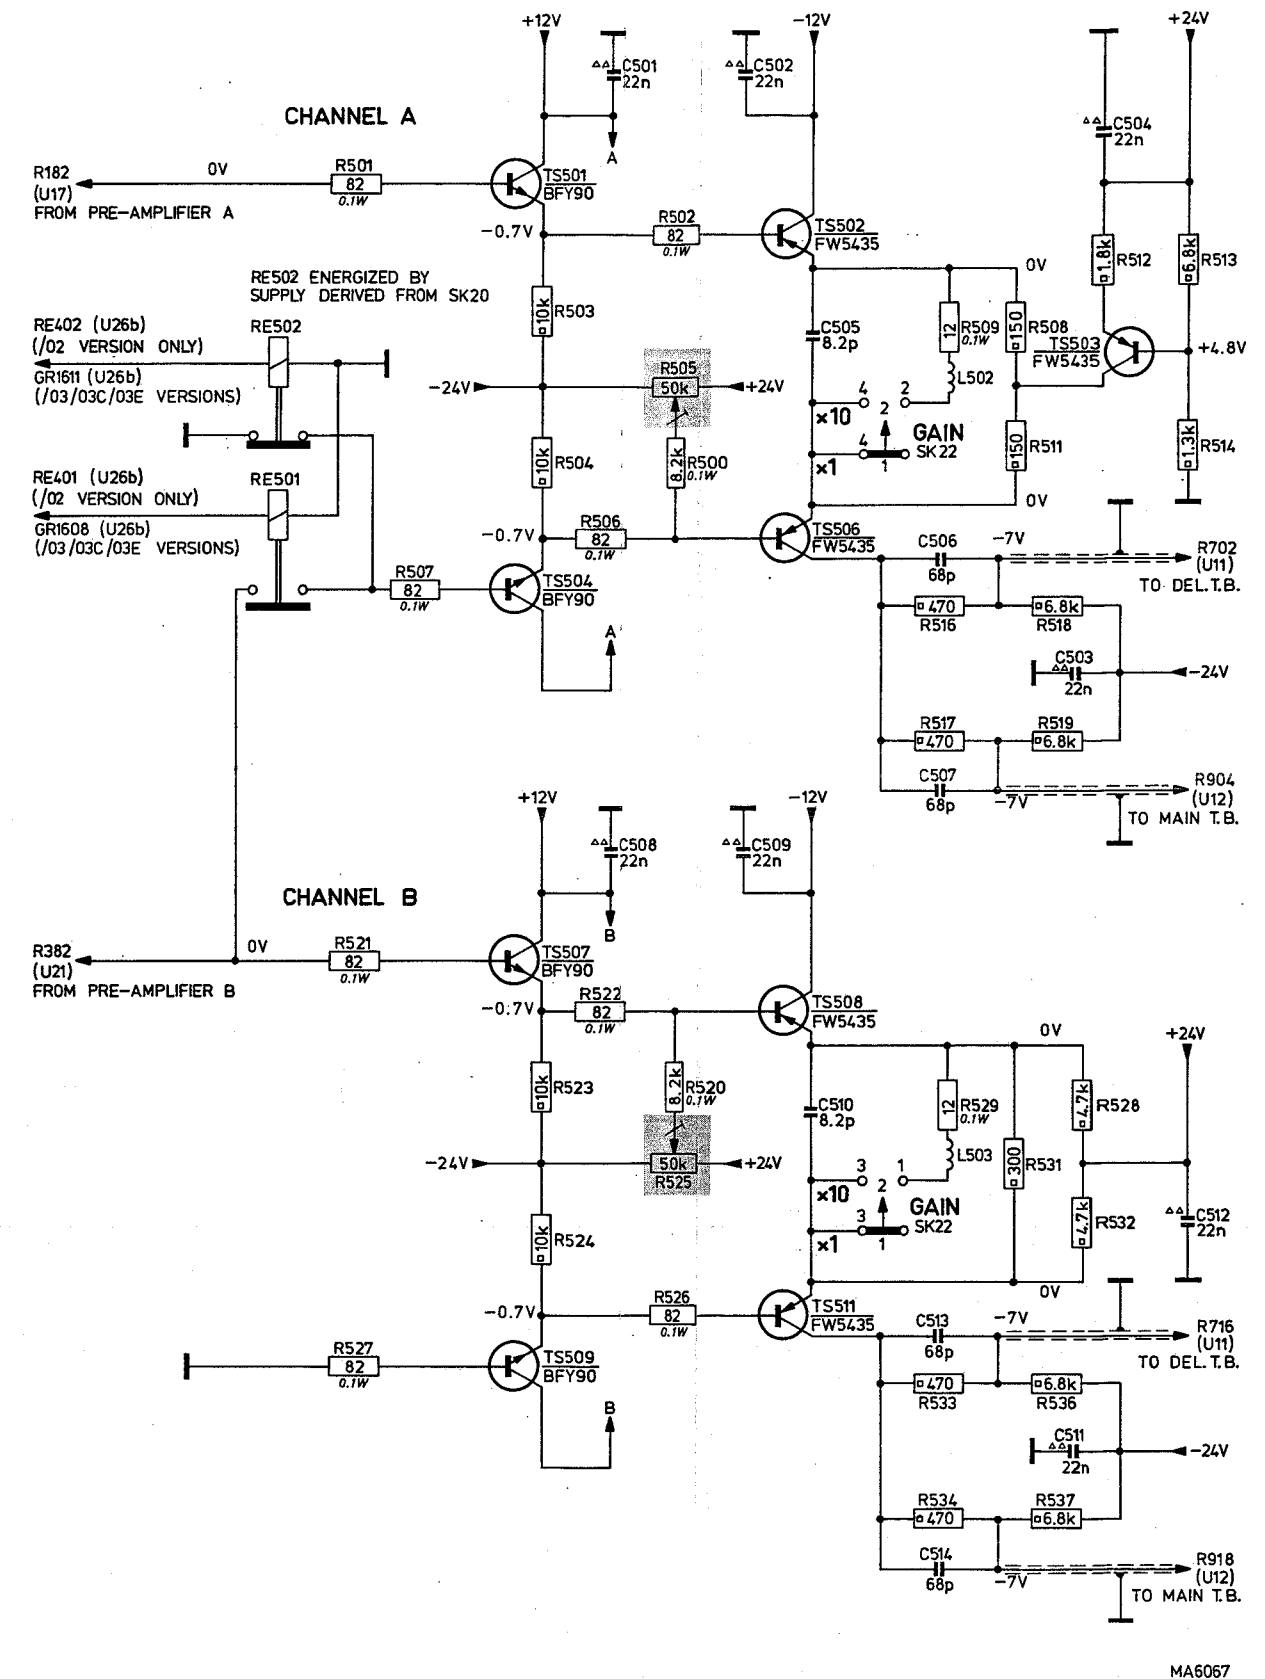 +12V
-12V
+24V
△△ C501
22n
△△ C502
22n
△△ C504
22n
CHANNEL A
A
R182
(U17)
FROM PRE-AMPLIFIER A
0V
R501
82
0.1W
TS501
BFY90
-0.7V
R502
82
0.1W
TS502
FW5435
1.8k
R512
6.8k
R513
0V
RE502 ENERGIZED BY
SUPPLY DERIVED FROM SK20
10k
R503
RE402 (U26b)
(/02 VERSION ONLY)
RE502
GR1611 (U26b)
(/03/03C/03E VERSIONS)
C505
8.2p
12
R509
0.1W
150
R508
TS503
FW5435
+4.8V
R505
50k
-24V
+24V
L502
4
2
x10
2
GAIN
SK22
4
1
x1
10k
R504
8.2k
R500
0.1W
150
R511
1.3k
R514
RE401 (U26b)
(/02 VERSION ONLY)
RE501
GR1608 (U26b)
(/03/03C/03E VERSIONS)
0V
-0.7V
R506
82
0.1W
TS506
FW5435
C506
68p
-7V
R702
(U11)
TO DEL.T.B.
R507
82
0.1W
TS504
BFY90
470
R516
6.8k
R518
A
△△ C503
22n
-24V
R517
470
R519
6.8k
C507
68p
-7V
R904
(U12)
TO MAIN T.B.
+12V
-12V
△△ C508
22n
△△ C509
22n
CHANNEL B
B
R382
(U21)
FROM PRE-AMPLIFIER B
0V
R521
82
0.1W
TS507
BFY90
-0.7V
R522
82
0.1W
TS508
FW5435
0V
+24V
10k
R523
8.2k
R520
0.1W
C510
8.2p
12
R529
0.1W
4.7k
R528
-24V
50k
R525
+24V
L503
300
R531
3
1
x10
2
GAIN
SK22
3
1
x1
4.7k
R532
△△ C512
22n
10k
R524
0V
-0.7V
R526
82
0.1W
TS511
FW5435
C513
68p
-7V
R716
(U11)
TO DEL.T.B.
R527
82
0.1W
TS509
BFY90
470
R533
6.8k
R536
B
△△ C511
22n
-24V
R534
470
R537
6.8k
C514
68p
-7V
R918
(U12)
TO MAIN T.B.
MA6067